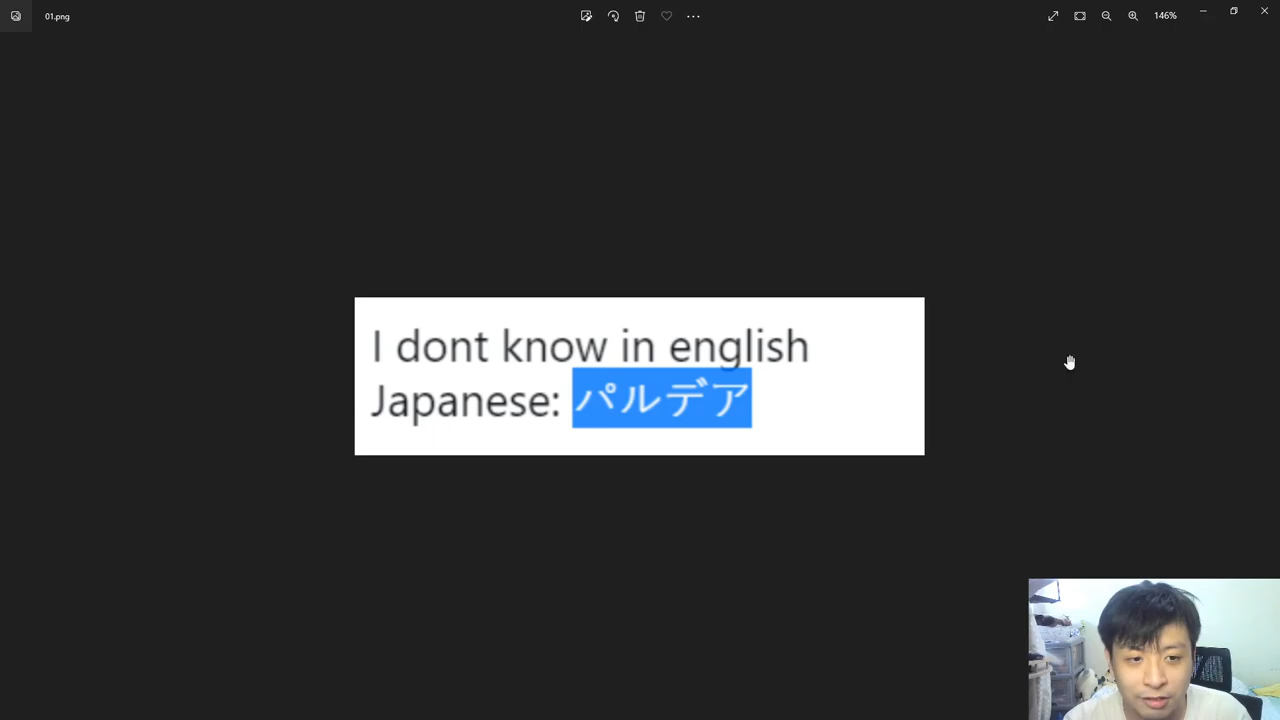 01.png
146%
I dont know in english
Japanese: パルデア